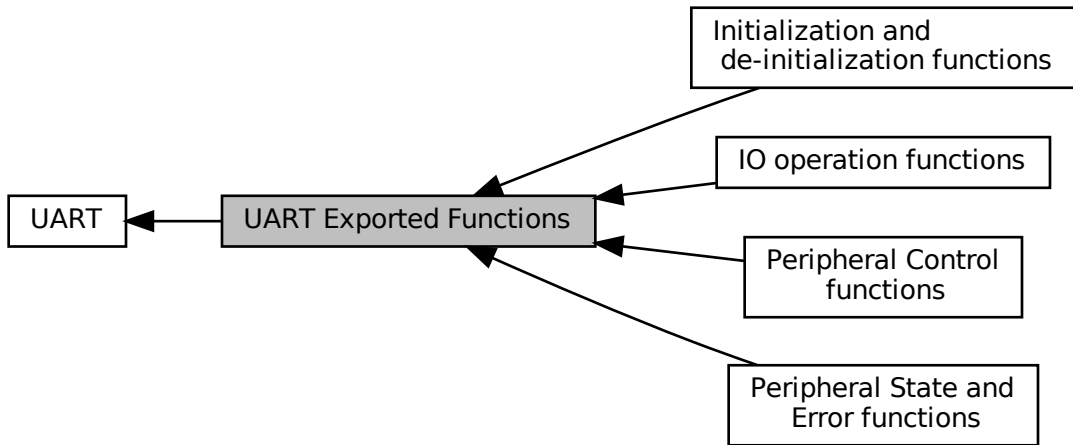 Initialization and
de-initialization functions
IO operation functions
UART
UART Exported Functions
Peripheral Control
functions
Peripheral State and
Error functions